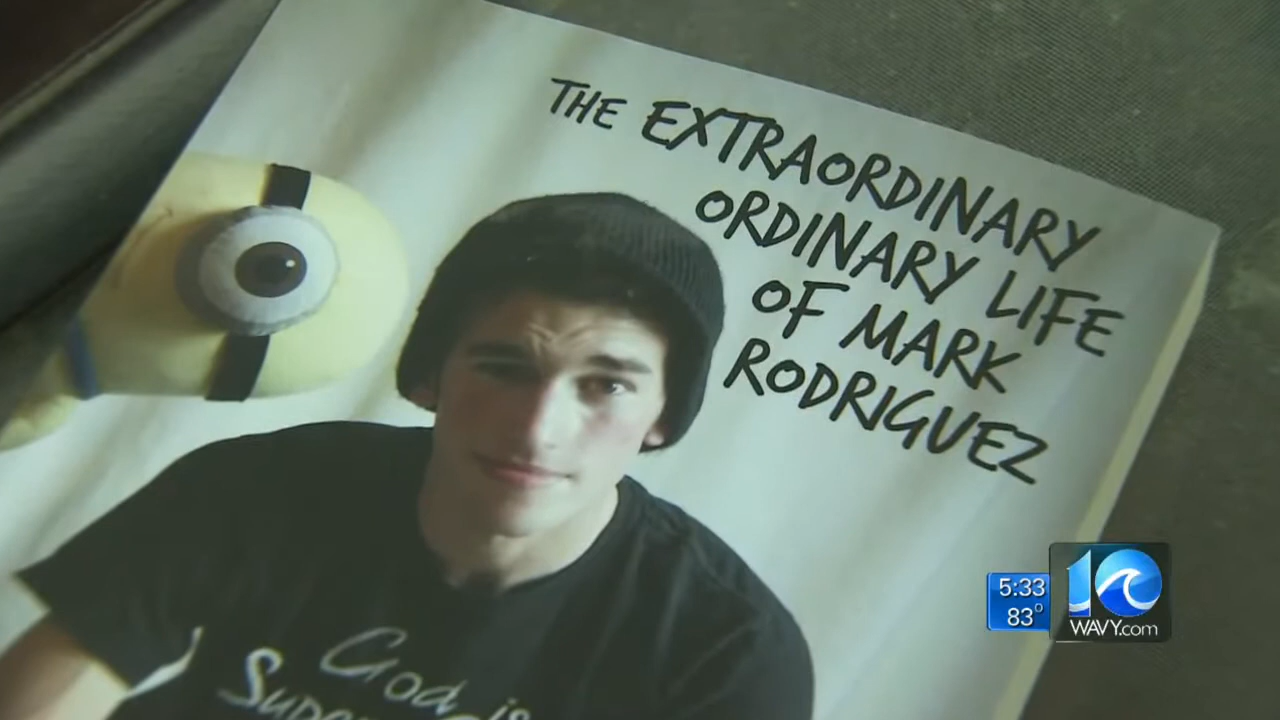 THE EXTRAORDINARY
ORDINARY LIFE
OF MARK
RODRIGUEZ
God is
5:33
83°
10
WAVY.com